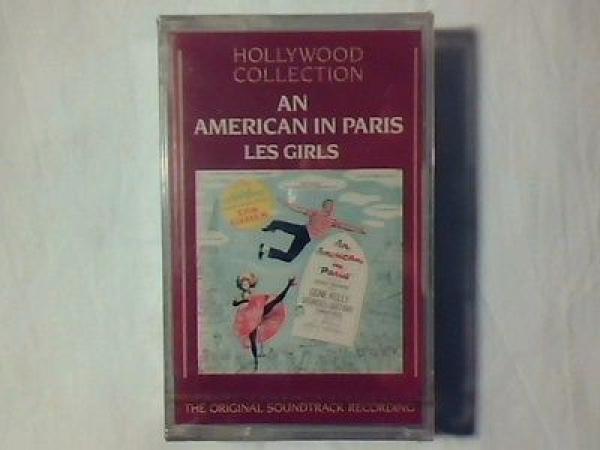 HOLLYWOOD
COLLECTION
AN
AMERICAN IN PARIS
LES GIRLS
An
American
in
Paris
GENE KELLY
THE ORIGINAL SOUNDTRACK RECORDING